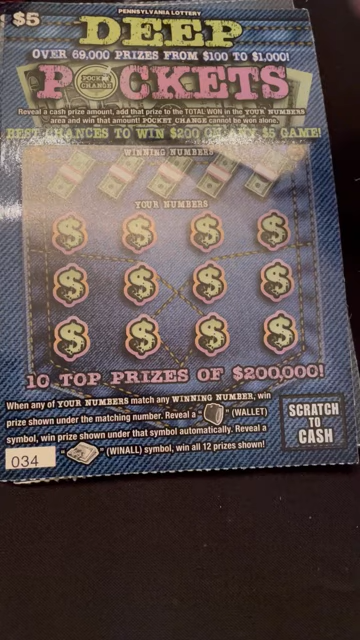 PENNSYLVANIA LOTTERY
$5
DEEP
OVER 69,000 PRIZES FROM $100 TO $1,000!
POCKETS
POCKET CHANGE
Reveal a cash prize amount, add that prize to the TOTAL WON in the YOUR NUMBERS
area and win that amount! POCKET CHANGE cannot be won alone.
BEST CHANCES TO WIN $200 ON ANY $5 GAME!
WINNING NUMBERS
YOUR NUMBERS
$ $ $ $
$ $ $ $
$ $ $ $
10 TOP PRIZES OF $200,000!
When any of YOUR NUMBERS match any WINNING NUMBER, win
prize shown under the matching number. Reveal a " " (WALLET)
symbol, win prize shown under that symbol automatically. Reveal a
" " (WINALL) symbol, win all 12 prizes shown!
SCRATCH
TO
CASH
034